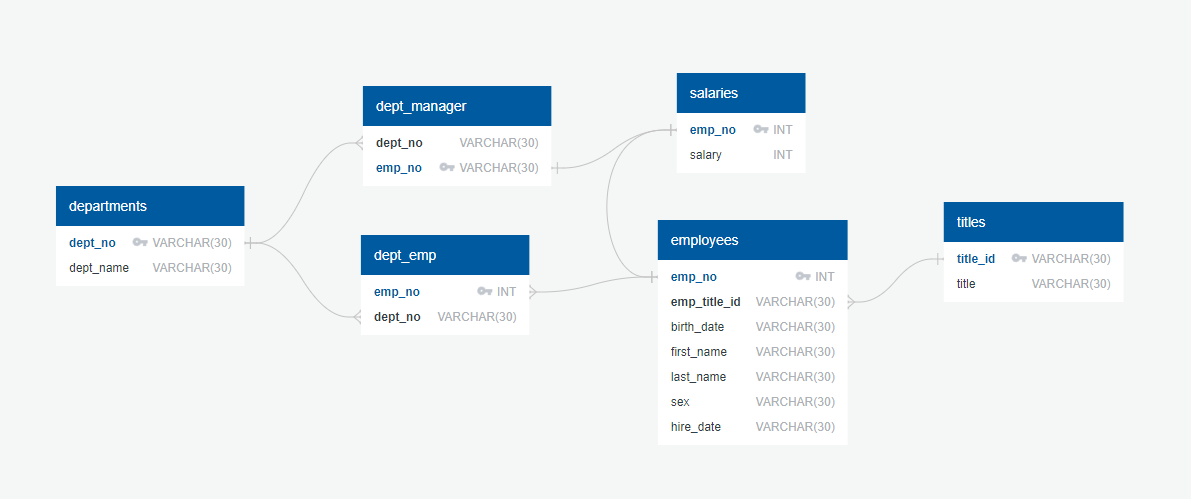 departments
dept_no VARCHAR(30)
dept_name VARCHAR(30)
dept_manager
dept_no VARCHAR(30)
emp_no VARCHAR(30)
dept_emp
emp_no INT
dept_no VARCHAR(30)
salaries
emp_no INT
salary INT
employees
emp_no INT
emp_title_id VARCHAR(30)
birth_date VARCHAR(30)
first_name VARCHAR(30)
last_name VARCHAR(30)
sex VARCHAR(30)
hire_date VARCHAR(30)
titles
title_id VARCHAR(30)
title VARCHAR(30)